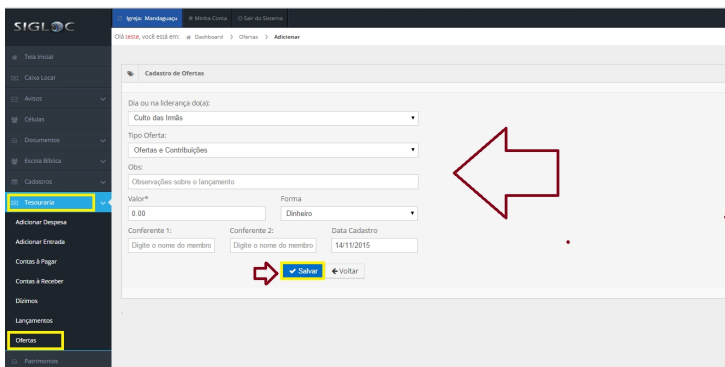 SIGLOC
Igreja: Mandaguaçu Minha Conta Sair do Sistema
Olá teste, você está em: Dashboard > Ofertas > Adicionar
Tela Inicial
Caixa Local
Avisos
Células
Documentos
Escola Bíblica
Cadastros
Tesouraria
Adicionar Despesa
Adicionar Entrada
Contas à Pagar
Contas à Receber
Dízimos
Lançamentos
Ofertas
Patrimonios
Cadastro de Ofertas
Dia ou na liderança do(a):
Culto das Irmãs
Tipo Oferta:
Ofertas e Contribuições
Obs:
Observações sobre o lançamento
Valor* Forma
0.00 Dinheiro
Conferente 1: Conferente 2: Data Cadastro
Digite o nome do membro Digite o nome do membro 14/11/2015
Salvar Voltar